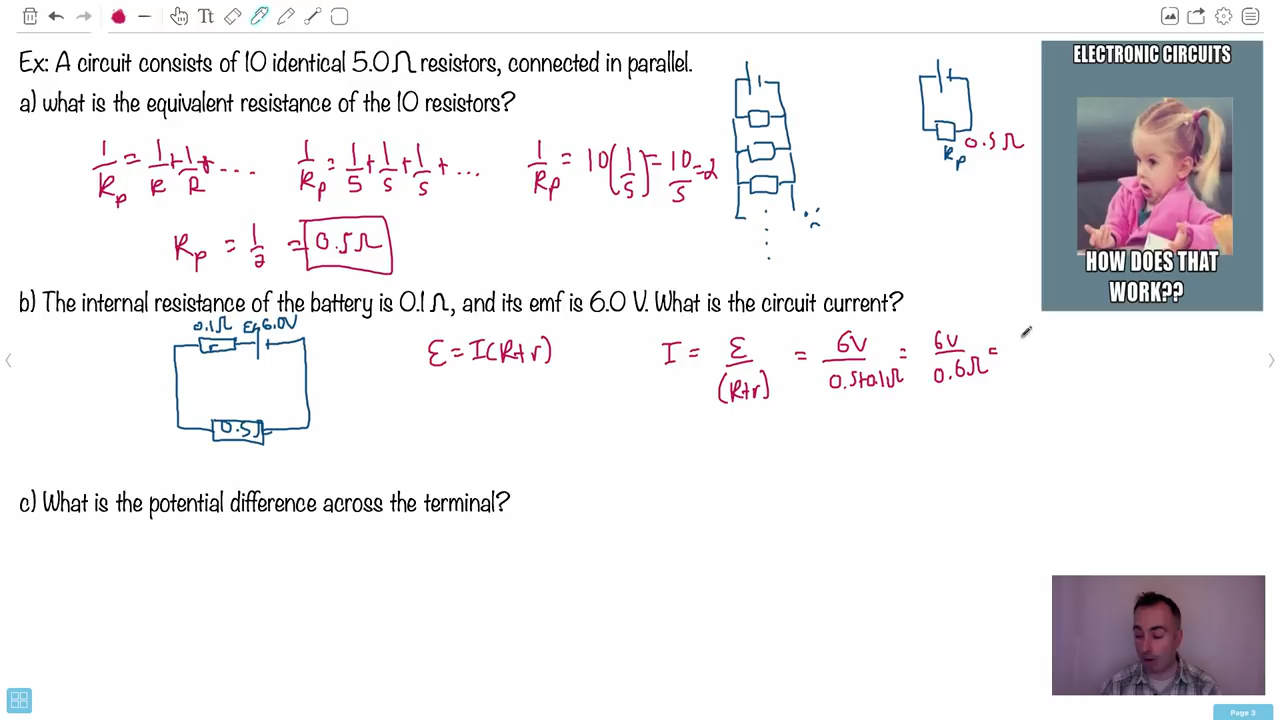 Tt
Ex: A circuit consists of 10 identical 5.0Ω resistors, connected in parallel.
a) what is the equivalent resistance of the 10 resistors?
1/Rp = 1/R + 1/R + ... 1/Rp = 1/5 + 1/5 + 1/5 + ... 1/Rp = 10(1/5) = 10/5 = 2
Rp = 1/2 = 0.5Ω
Rp 0.5Ω
ELECTRONIC CIRCUITS
HOW DOES THAT
WORK??
b) The internal resistance of the battery is 0.1Ω, and its emf is 6.0 V. What is the circuit current?
0.1Ω ε=6.0V
r
0.5Ω
ε = I(R+r) I = ε/(R+r) = 6V/0.5+0.1Ω = 6V/0.6Ω =
c) What is the potential difference across the terminal?
Page 3